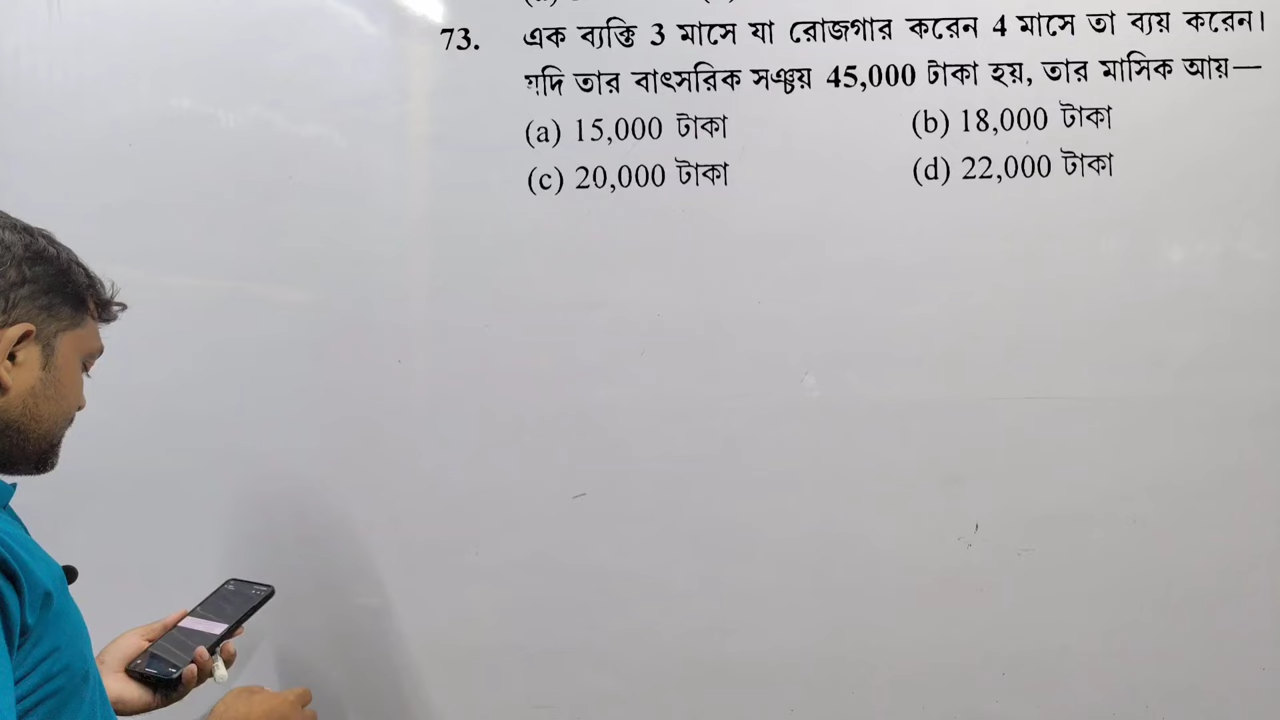 73. এক ব্যক্তি 3 মাসে যা রোজগার করেন 4 মাসে তা ব্যয় করেন।
যদি তার বাৎসরিক সঞ্চয় 45,000 টাকা হয়, তার মাসিক আয়—
(a) 15,000 টাকা (b) 18,000 টাকা
(c) 20,000 টাকা (d) 22,000 টাকা